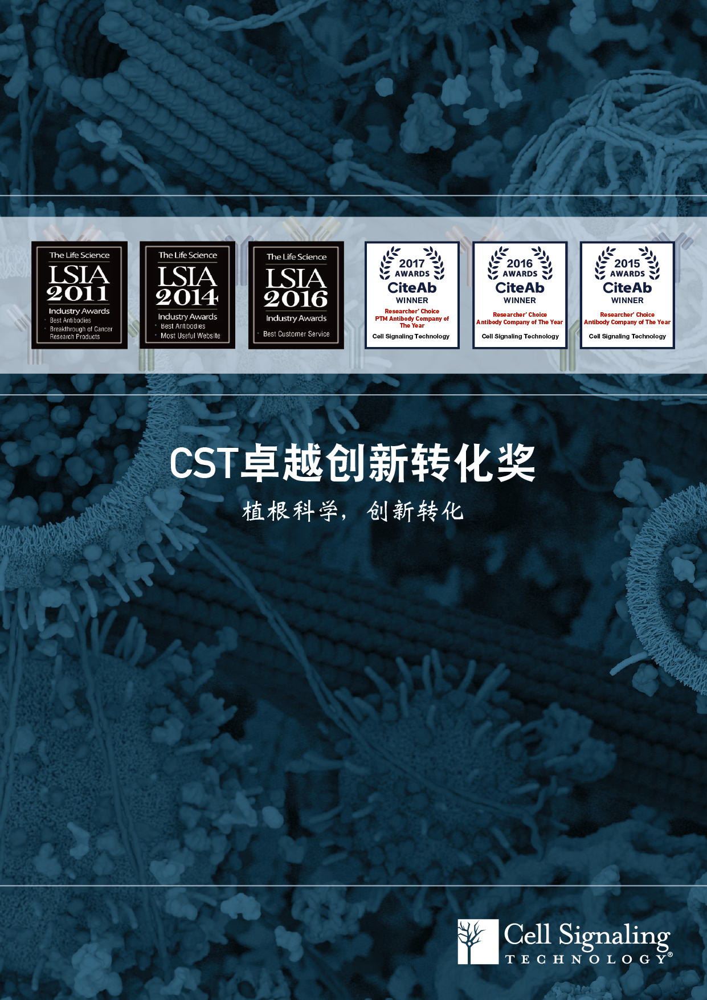 The Life Science
LSIA
2011
Industry Awards
· Best Antibodies
· Breakthrough of Cancer
Research Products
The Life Science
LSIA
2014
Industry Awards
· Best Antibodies
· Most Useful Website
The Life Science
LSIA
2016
Industry Awards
· Best Customer Service
2017
AWARDS
CiteAb
WINNER
Researcher' Choice
PTM Antibody Company of
The Year
Cell Signaling Technology
2016
AWARDS
CiteAb
WINNER
Researcher' Choice
Antibody Company of The Year
Cell Signaling Technology
2015
AWARDS
CiteAb
WINNER
Researcher' Choice
Antibody Company of The Year
Cell Signaling Technology
CST卓越创新转化奖
植根科学，创新转化
Cell Signaling
TECHNOLOGY®